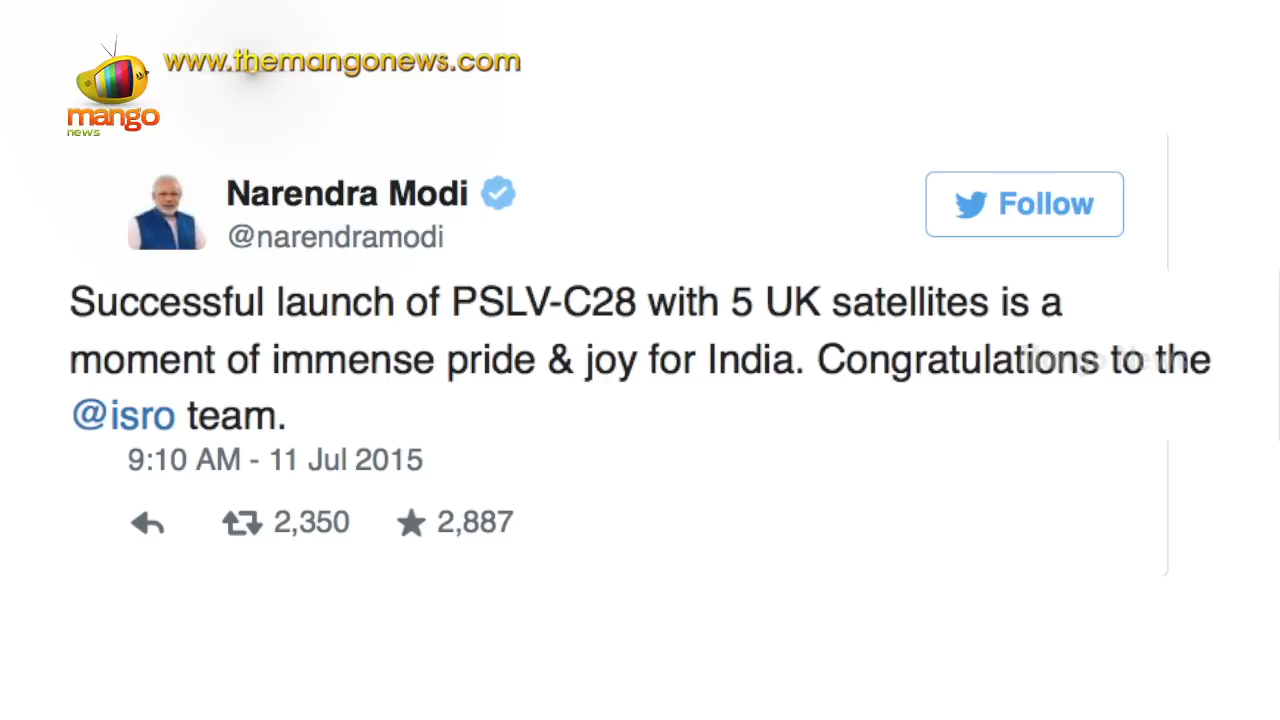 www.themangonews.com
mango
news
Narendra Modi
@narendramodi
Follow
Successful launch of PSLV-C28 with 5 UK satellites is a
moment of immense pride & joy for India. Congratulations to the
Mango News
@isro team.
9:10 AM - 11 Jul 2015
2,350 2,887